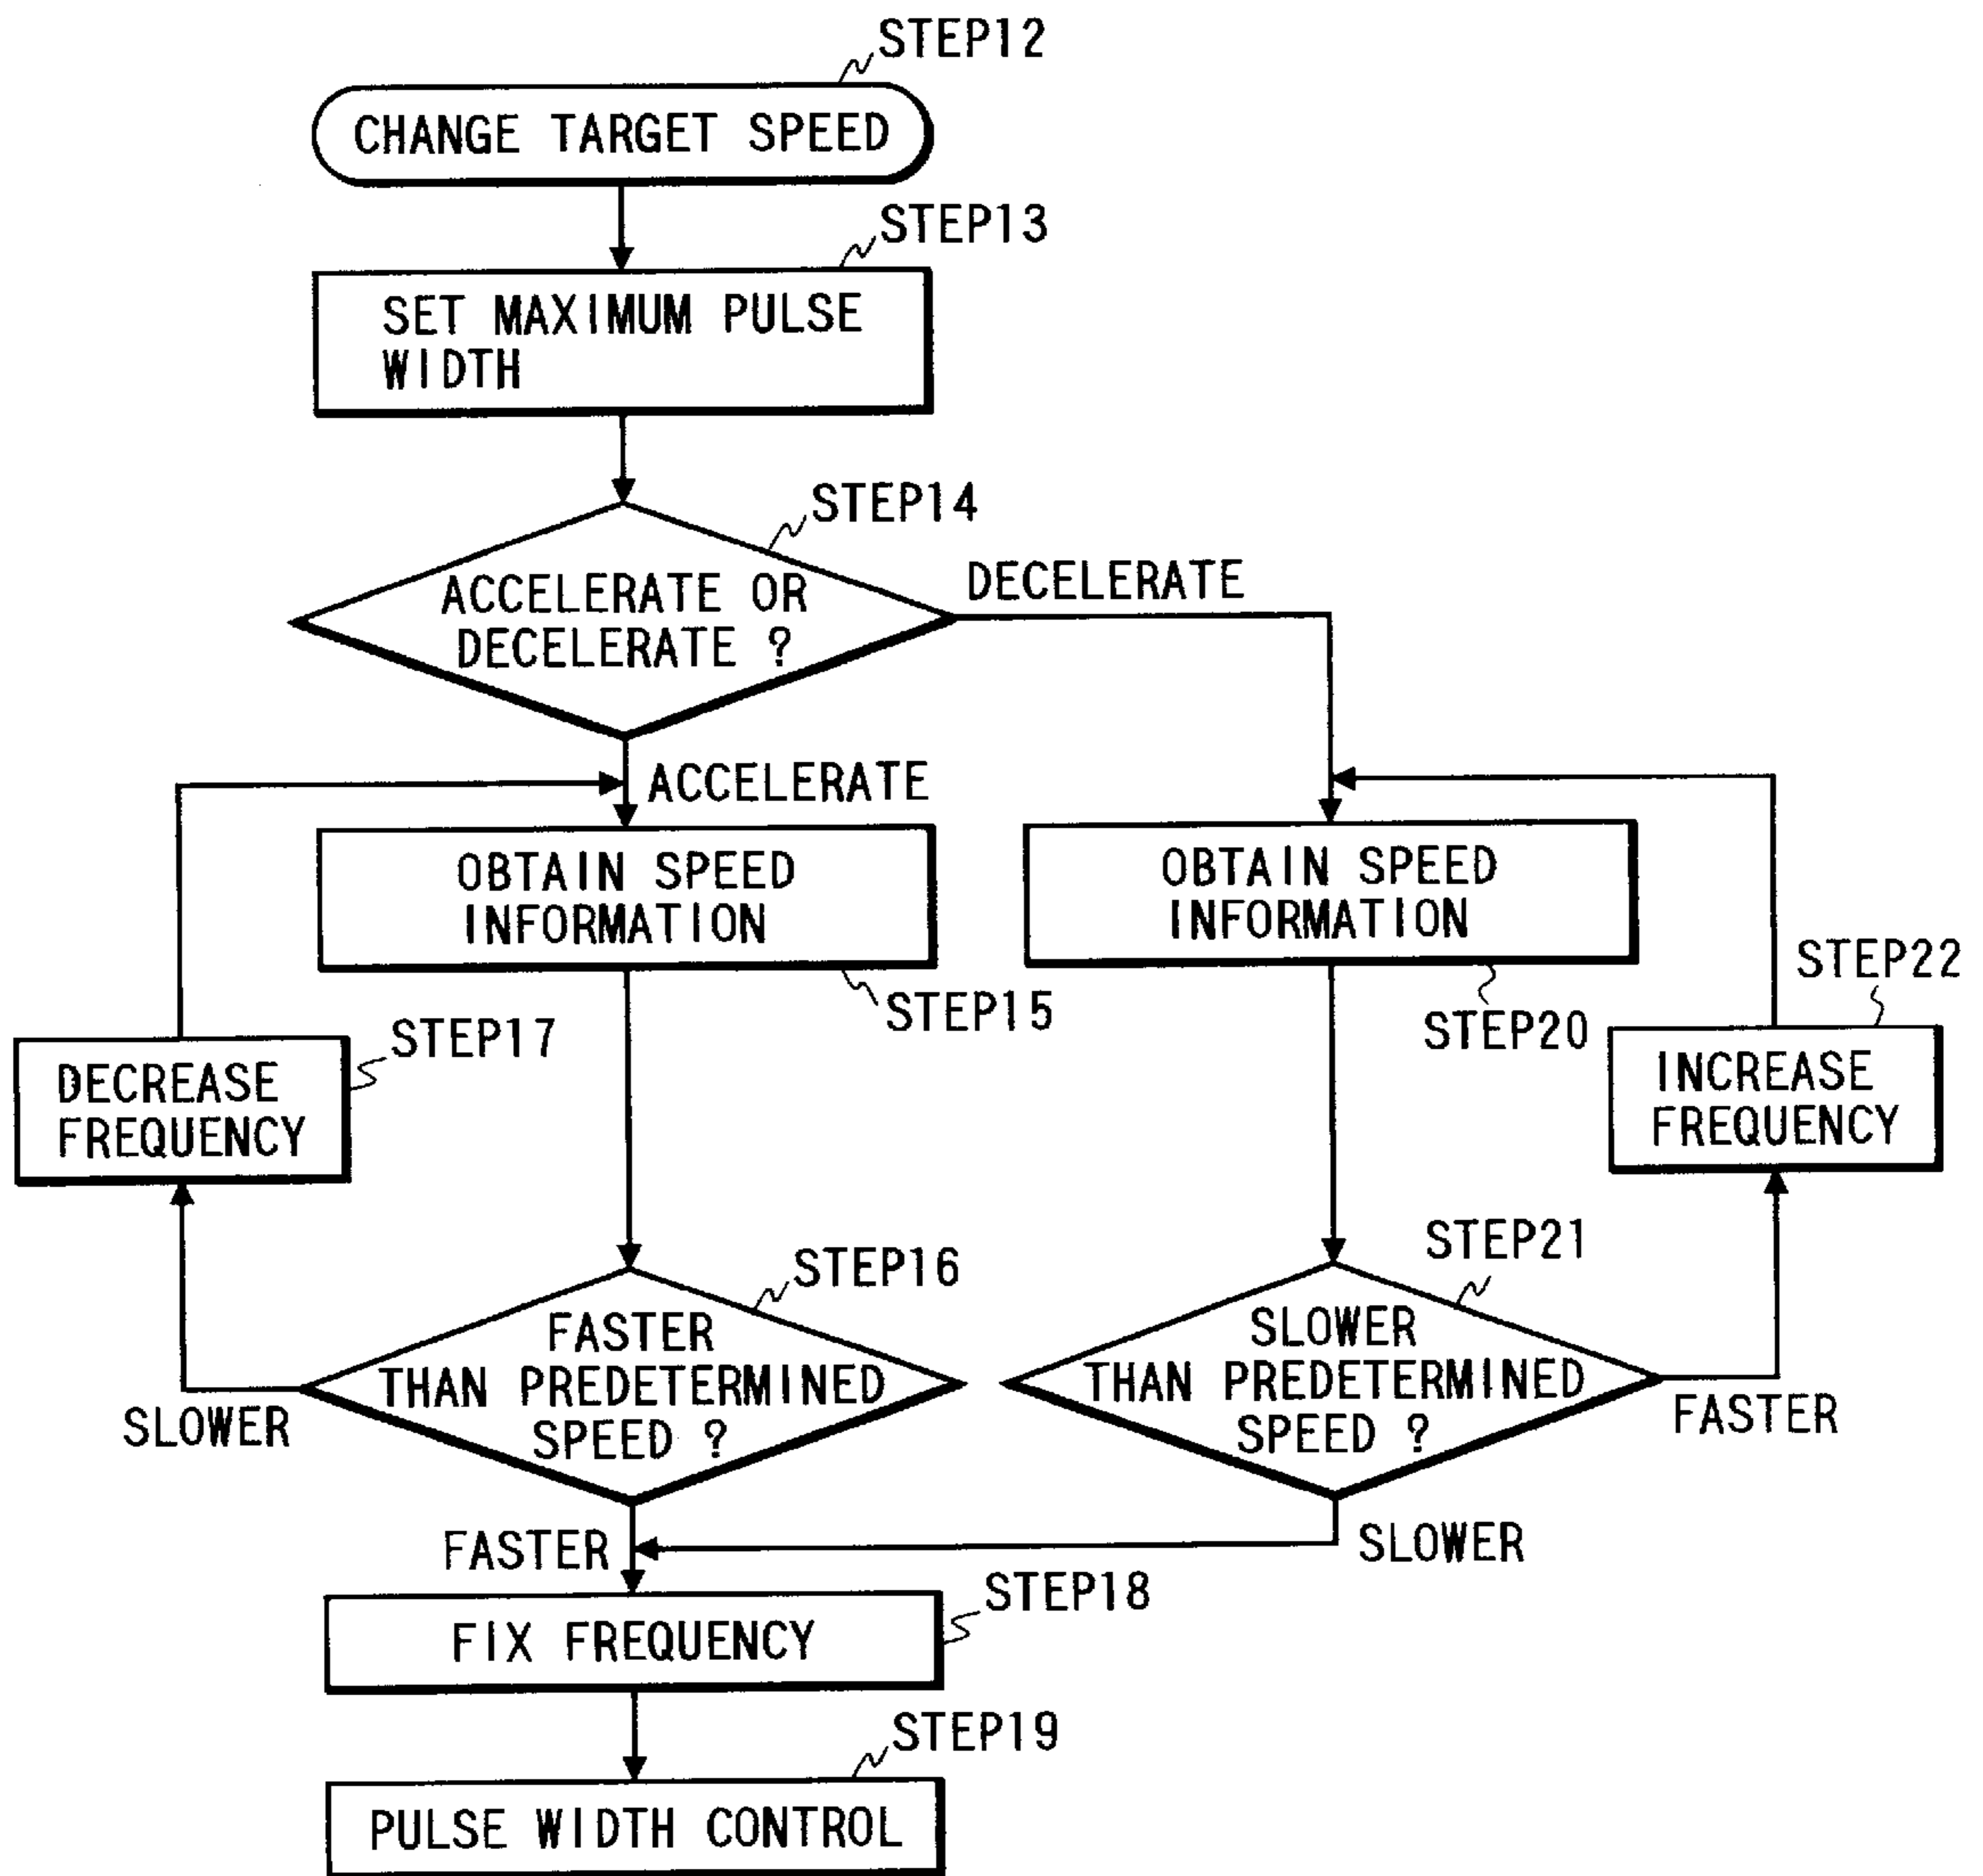 STEP12
CHANGE TARGET SPEED
STEP13
SET MAXIMUM PULSE
WIDTH
STEP14
ACCELERATE OR
DECELERATE ?
DECELERATE
ACCELERATE
OBTAIN SPEED
INFORMATION
STEP15
OBTAIN SPEED
INFORMATION
STEP20
STEP17
DECREASE
FREQUENCY
STEP22
INCREASE
FREQUENCY
STEP16
FASTER
THAN PREDETERMINED
SPEED ?
SLOWER
STEP21
SLOWER
THAN PREDETERMINED
SPEED ?
FASTER
FASTER
SLOWER
STEP18
FIX FREQUENCY
STEP19
PULSE WIDTH CONTROL